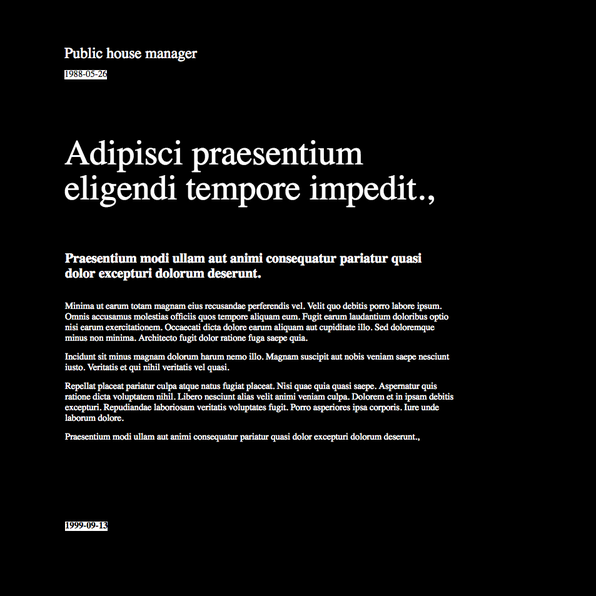 Public house manager
1988-05-26
Adipisci praesentium
eligendi tempore impedit.,
Praesentium modi ullam aut animi consequatur pariatur quasi
dolor excepturi dolorum deserunt.
Minima ut earum totam magnam eius recusandae perferendis vel. Velit quo debitis porro labore ipsum.
Omnis accusamus molestias officiis quos tempore aliquam eum. Fugit earum laudantium doloribus optio
nisi earum exercitationem. Occaecati dicta dolore earum aliquam aut cupiditate illo. Sed doloremque
minus non minima. Architecto fugit dolor ratione fuga saepe quia.
Incidunt sit minus magnam dolorum harum nemo illo. Magnam suscipit aut nobis veniam saepe nesciunt
iusto. Veritatis et qui nihil veritatis vel quasi.
Repellat placeat pariatur culpa atque natus fugiat placeat. Nisi quae quia quasi saepe. Aspernatur quis
ratione dicta voluptatem nihil. Libero nesciunt alias velit animi veniam culpa. Dolorem et in ipsam debitis
excepturi. Repudiandae laboriosam veritatis voluptates fugit. Porro asperiores ipsa corporis. Iure unde
laborum dolore.
Praesentium modi ullam aut animi consequatur pariatur quasi dolor excepturi dolorum deserunt.,
1999-09-13